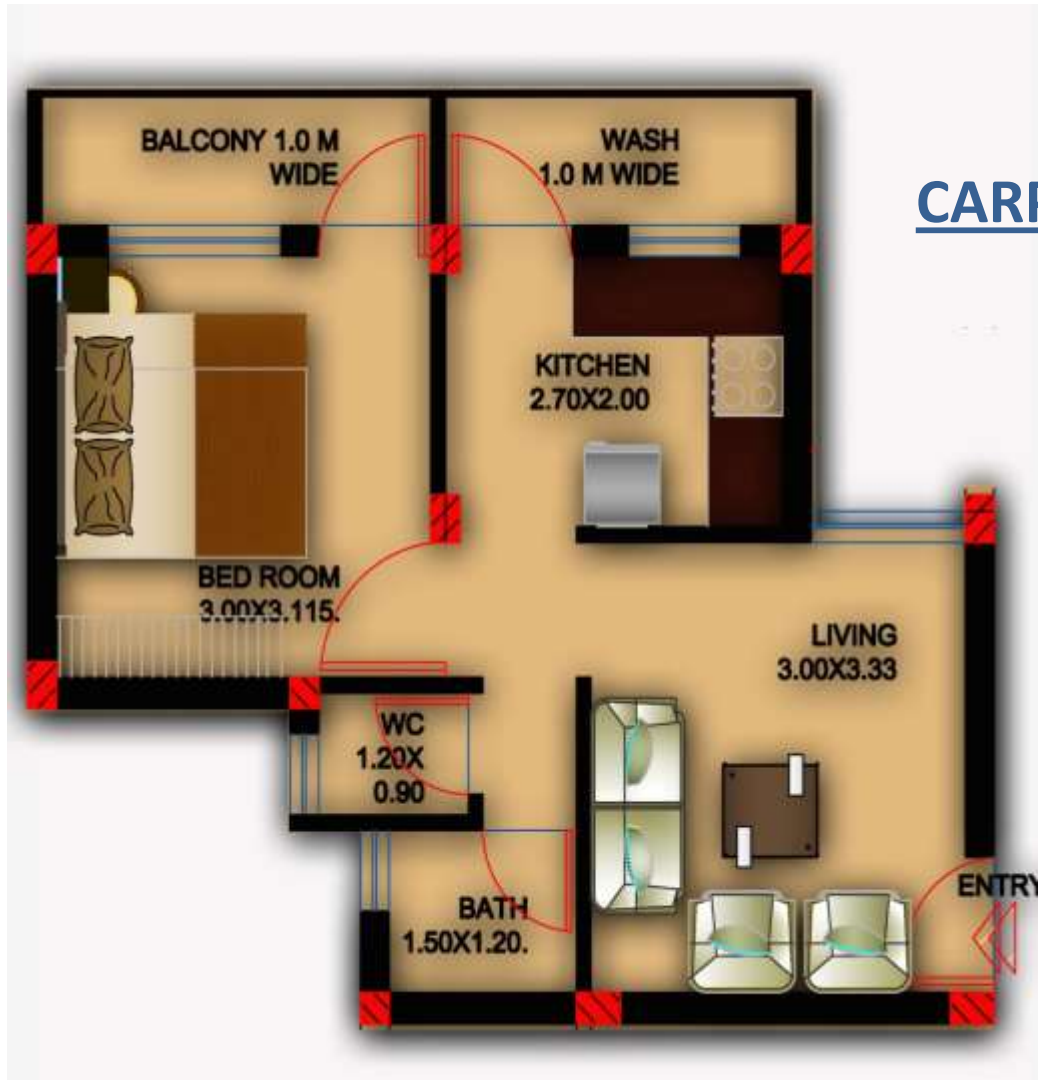 BALCONY 1.0 M
WIDE
WASH
1.0 M WIDE
KITCHEN
2.70X2.00
BED ROOM
3.00X3.115.
LIVING
3.00X3.33
WC
1.20X
0.90
ENTRY
BATH
1.50X1.20.